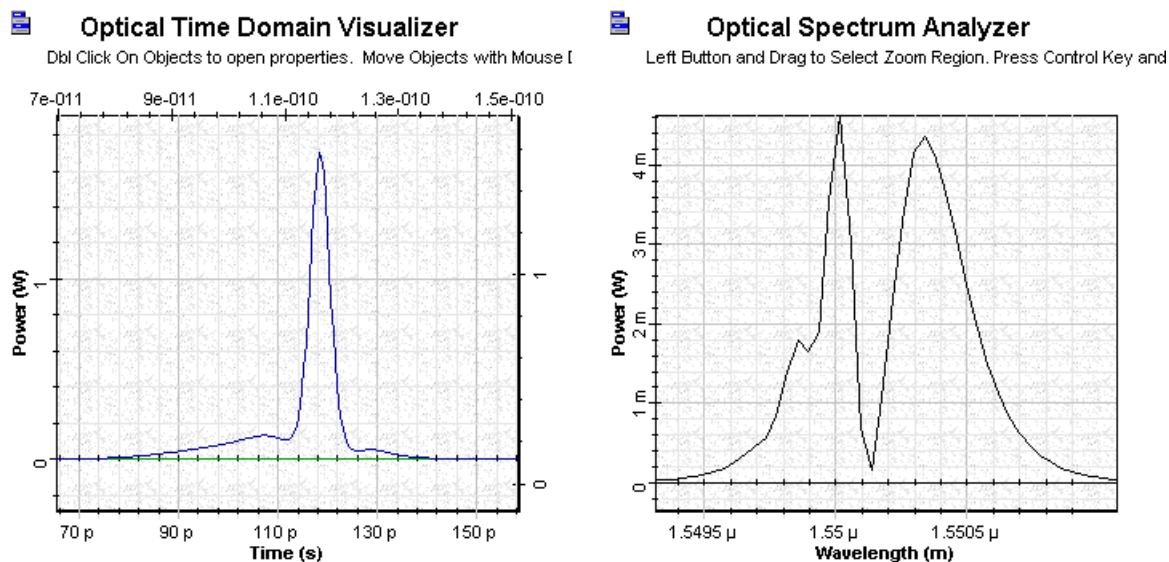 Optical Time Domain Visualizer
Dbl Click On Objects to open properties. Move Objects with Mouse D
7e-011 9e-011 1.1e-010 1.3e-010 1.5e-010
Power (W)
1
0
1
0
70 p 90 p 110 p 130 p 150 p
Time (s)
Optical Spectrum Analyzer
Left Button and Drag to Select Zoom Region. Press Control Key and
Power (W)
4 m
3 m
2 m
1 m
0
1.5495 µ 1.55 µ 1.5505 µ
Wavelength (m)